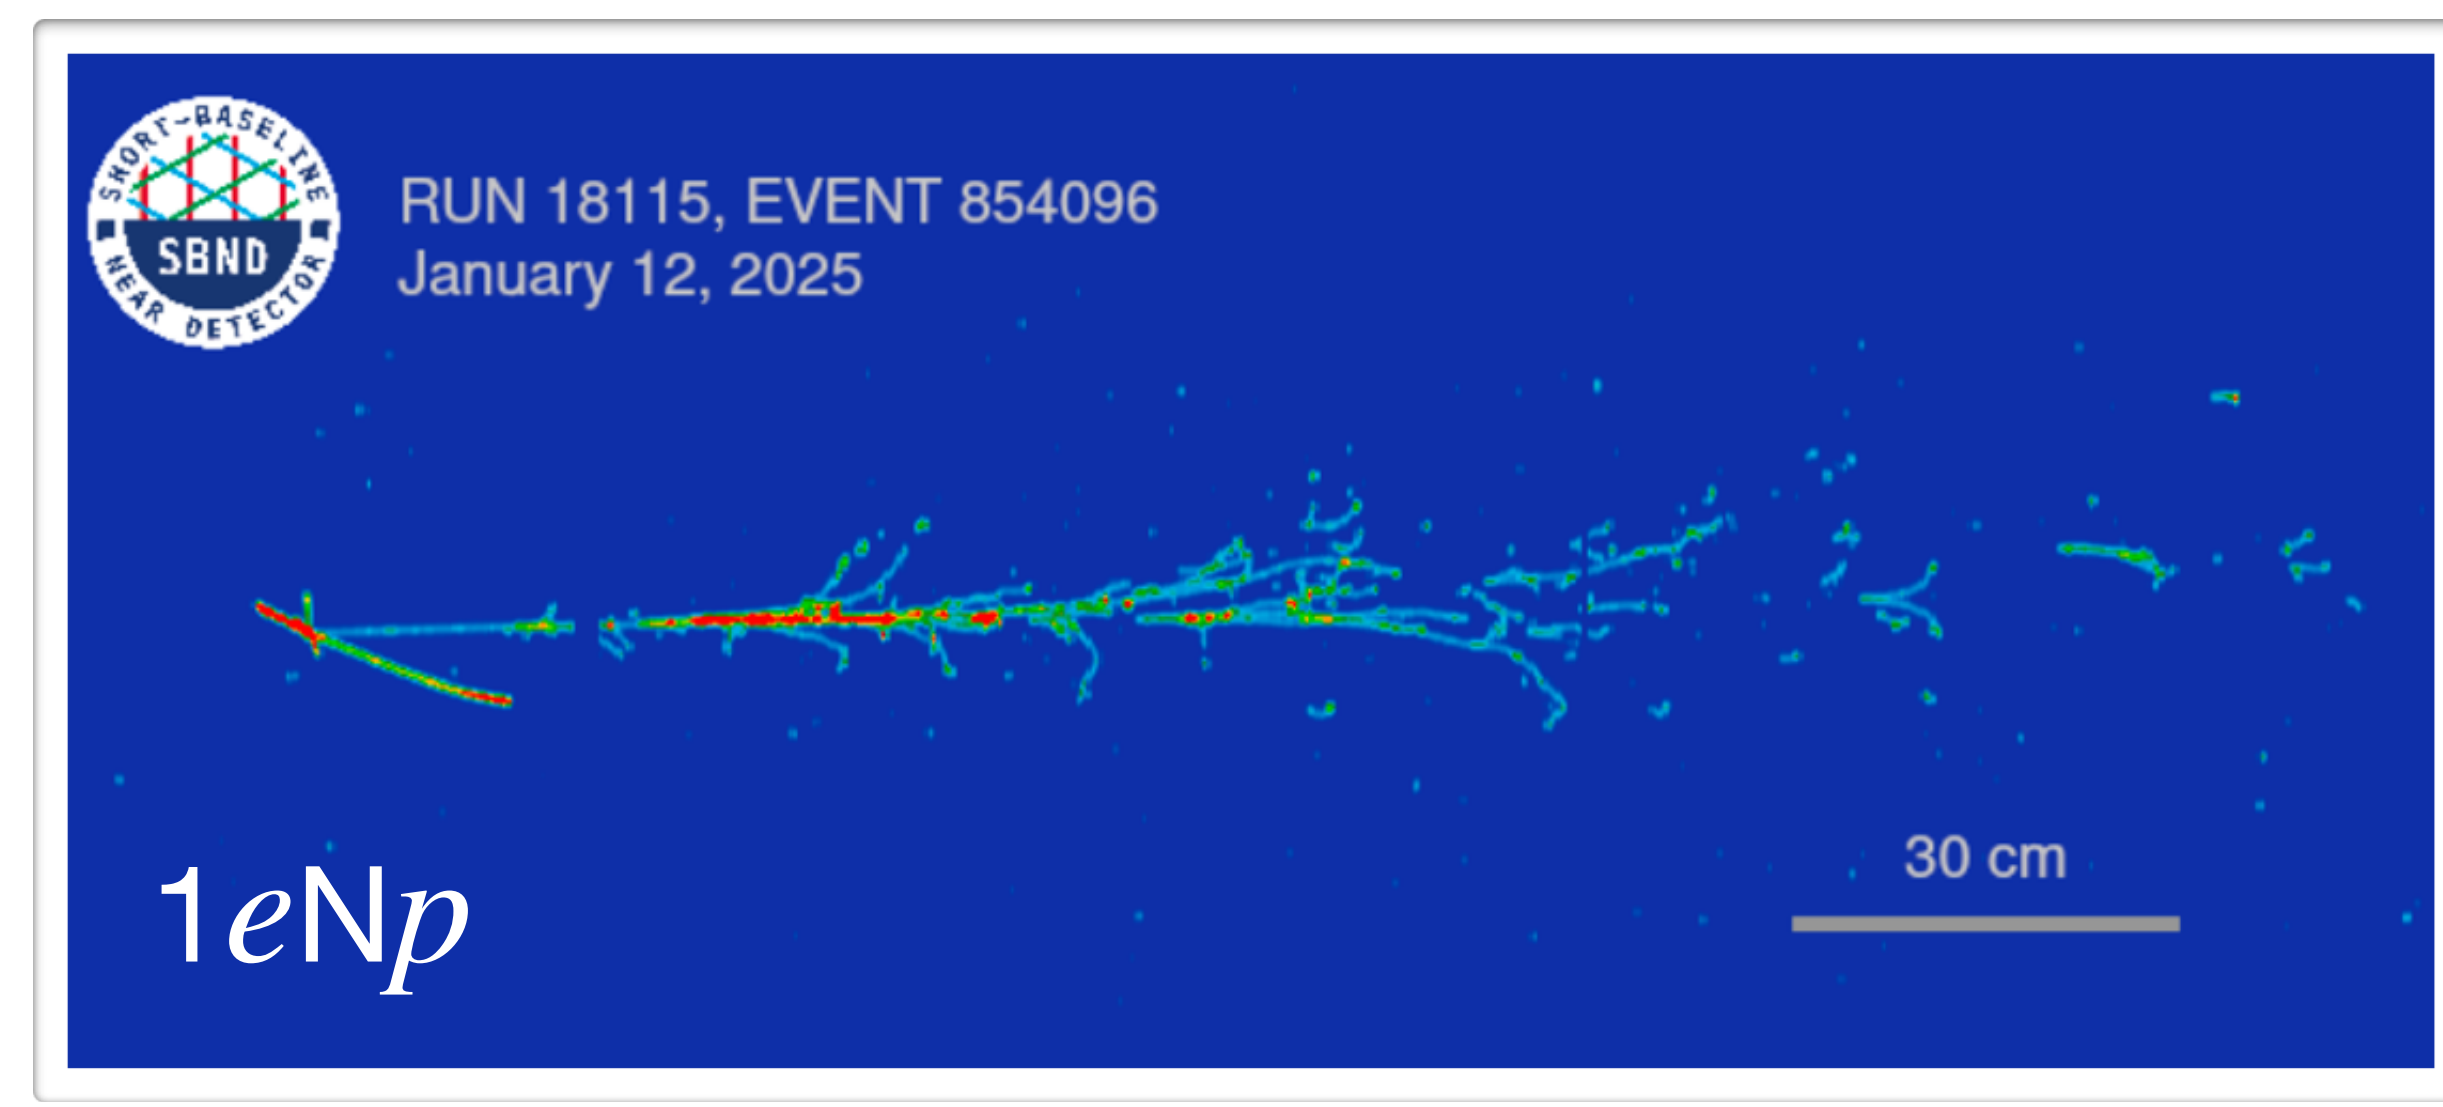 SHORT-BASELINE
SBND
NEAR DETECTOR
RUN 18115, EVENT 854096
January 12, 2025
1eNp
30 cm